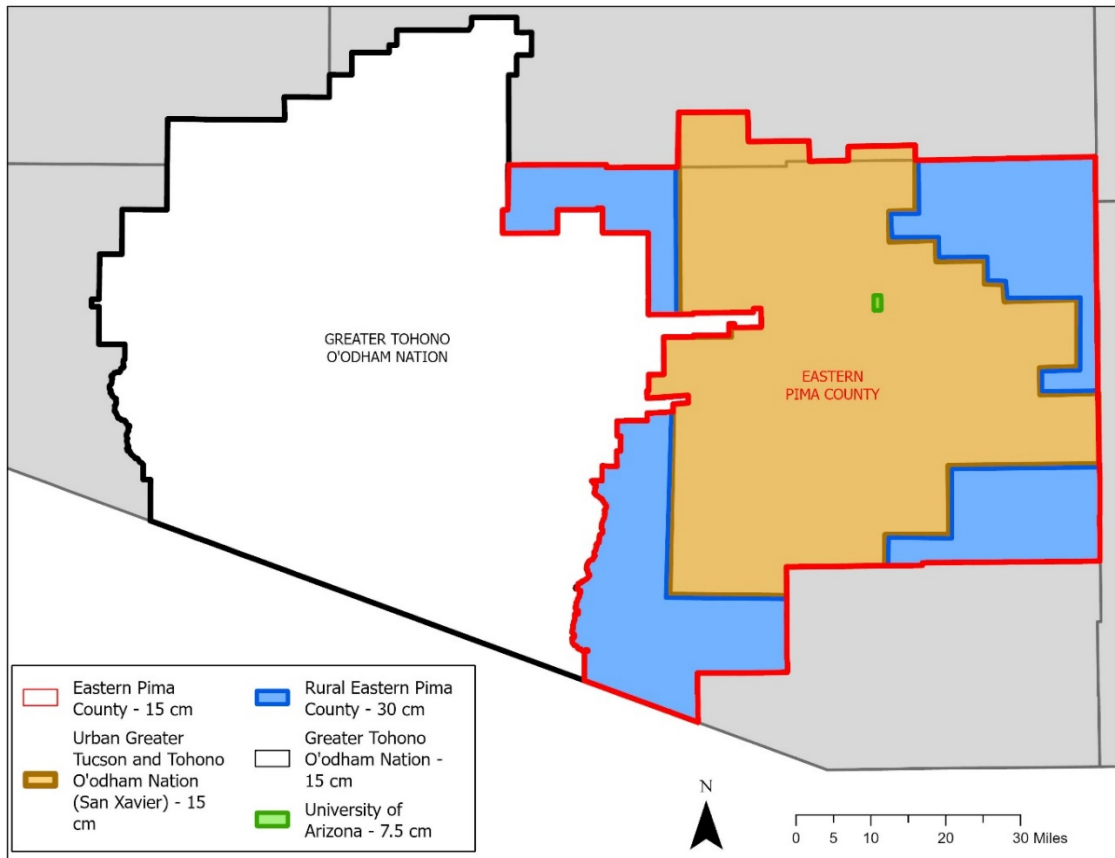 GREATER TOHONO
O'ODHAM NATION
EASTERN
PIMA COUNTY
Eastern Pima
County - 15 cm
Urban Greater
Tucson and Tohono
O'odham Nation
(San Xavier) - 15
cm
Rural Eastern Pima
County - 30 cm
Greater Tohono
O'odham Nation -
15 cm
University of
Arizona - 7.5 cm
N
0 5 10 20 30 Miles